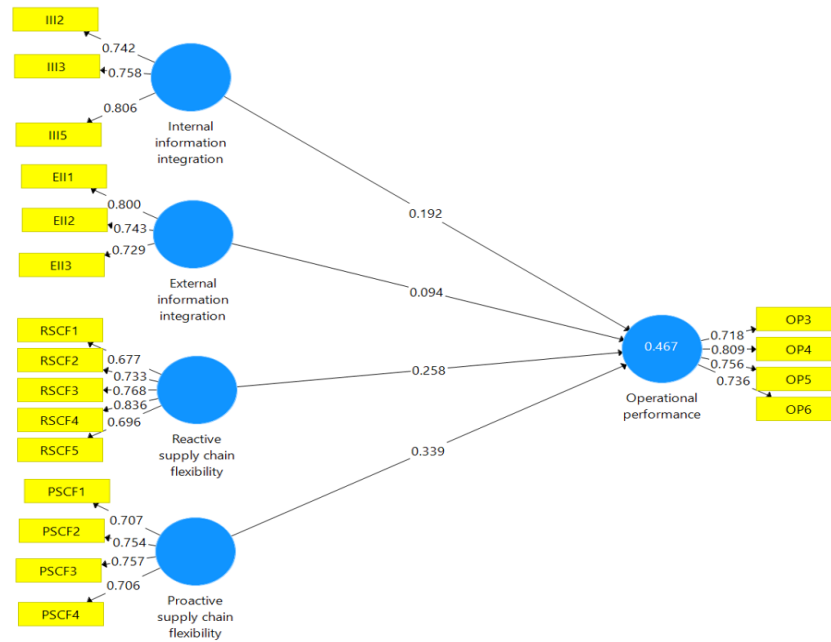 III2
0.742
III3
0.758
0.806
III5
Internal
information
integration
EII1
0.800
EII2
0.743
0.729
EII3
External
information
integration
RSCF1
0.677
RSCF2
0.733
RSCF3
0.768
0.836
RSCF4
0.696
RSCF5
Reactive
supply chain
flexibility
PSCF1
0.707
PSCF2
0.754
0.757
PSCF3
0.706
PSCF4
Proactive
supply chain
flexibility
0.192
0.094
0.258
0.339
0.467
Operational
performance
0.718
OP3
0.809
OP4
0.756
OP5
0.736
OP6